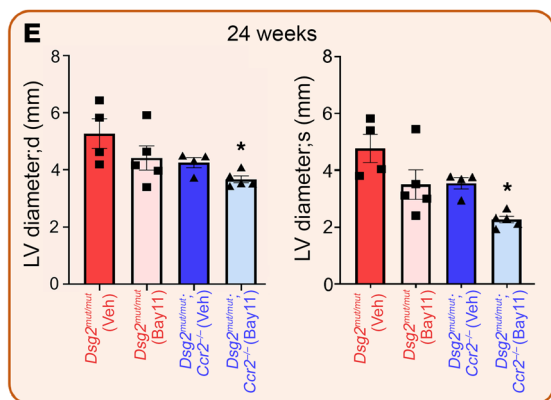 E
24 weeks
LV diameter;d (mm)
8
6
4
2
0
*
Dsg2mut/mut
(Veh)
Dsg2mut/mut
(Bay11)
Dsg2mut/mut;
Ccr2–/– (Veh)
Dsg2mut/mut;
Ccr2–/– (Bay11)
LV diameter;s (mm)
8
6
4
2
0
*
Dsg2mut/mut
(Veh)
Dsg2mut/mut
(Bay11)
Dsg2mut/mut;
Ccr2–/– (Veh)
Dsg2mut/mut;
Ccr2–/– (Bay11)